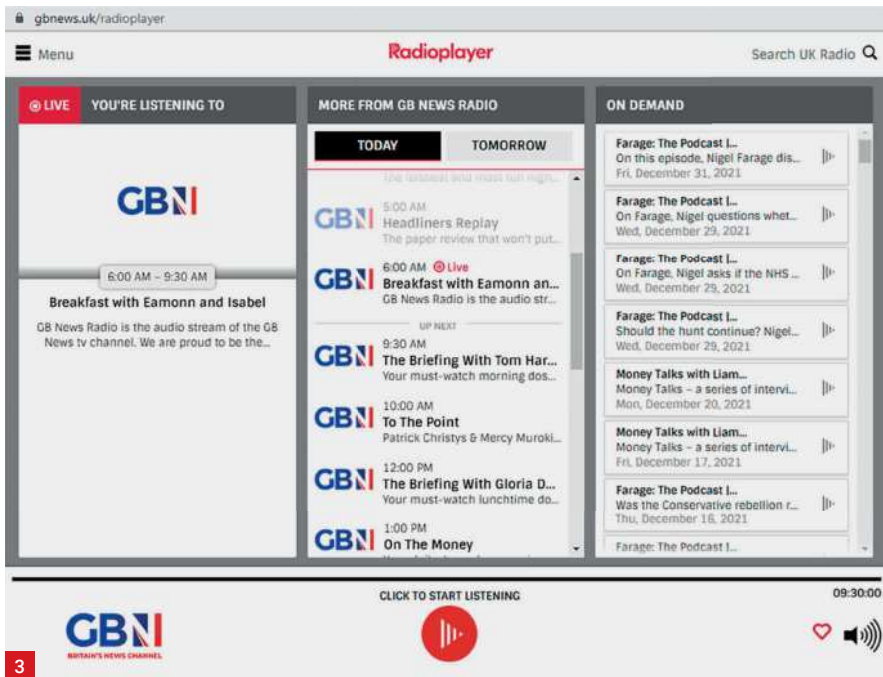 gbnews.uk/radioplayer
Menu
Radioplayer
Search UK Radio
LIVE
YOU'RE LISTENING TO
GBN
6:00 AM – 9:30 AM
Breakfast with Eamonn and Isabel
GB News Radio is the audio stream of the GB
News tv channel. We are proud to be the...
MORE FROM GB NEWS RADIO
TODAY
TOMORROW
5:00 AM
GBN
Headliners Replay
The paper review that won't put...
6:00 AM Live
GBN
Breakfast with Eamonn an...
GB News Radio is the audio str...
UP NEXT
9:30 AM
GBN
The Briefing With Tom Har...
Your must-watch morning dos...
10:00 AM
GBN
To The Point
Patrick Christys & Mercy Muroki...
12:00 PM
GBN
The Briefing With Gloria D...
Your must-watch lunchtime do...
1:00 PM
GBN
On The Money
ON DEMAND
Farage: The Podcast |...
On this episode, Nigel Farage dis...
Fri, December 31, 2021
Farage: The Podcast |...
On Farage, Nigel questions whet...
Wed, December 29, 2021
Farage: The Podcast |...
On Farage, Nigel asks if the NHS ...
Wed, December 29, 2021
Farage: The Podcast |...
Should the hunt continue? Nigel...
Wed, December 29, 2021
Money Talks with Liam...
Money Talks – a series of intervi...
Mon, December 20, 2021
Money Talks with Liam...
Money Talks – a series of intervi...
Fri, December 17, 2021
Farage: The Podcast |...
Was the Conservative rebellion r...
Thu, December 16, 2021
Farage: The Podcast |...
CLICK TO START LISTENING
09:30:00
GBN
BRITAIN'S NEWS CHANNEL
3